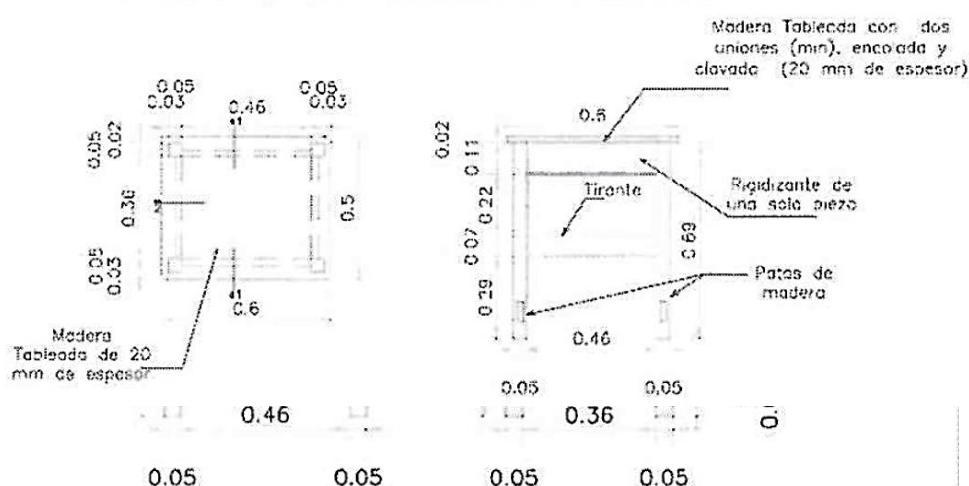 Madera Tableada con dos
uniones (min), encolada y
clavada (20 mm de espesor)
0.05
0.03
0.46
0.05
0.03
0.05
0.02
0.36
0.05
0.03
0.5
0.6
Madera
Tableada de 20
mm de espesor
0.6
0.02
0.11
0.22
0.07
0.29
0.69
Tirante
Rigidizante de
una sola pieza
Patas de
madera
0.46
0.05
0.05
0.46
0.36
0.05
0.05
0.05
0.05